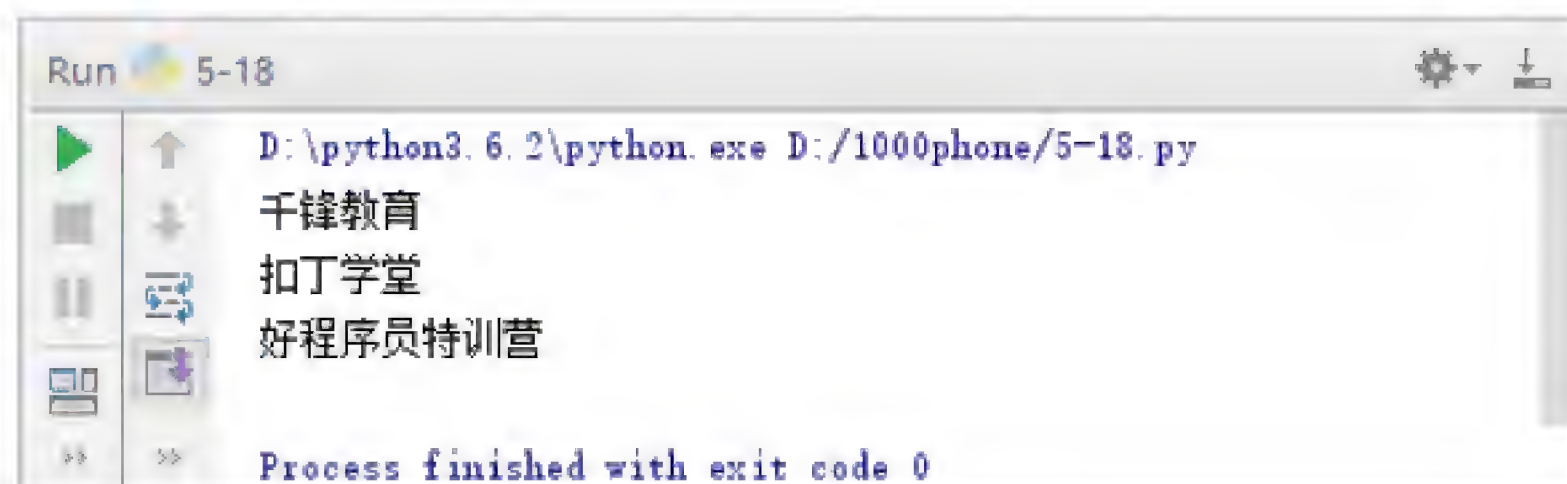 Run 5-18
D:\python3.6.2\python.exe D:/1000phone/5-18.py
千锋教育
扣丁学堂
好程序员特训营
Process finished with exit code 0